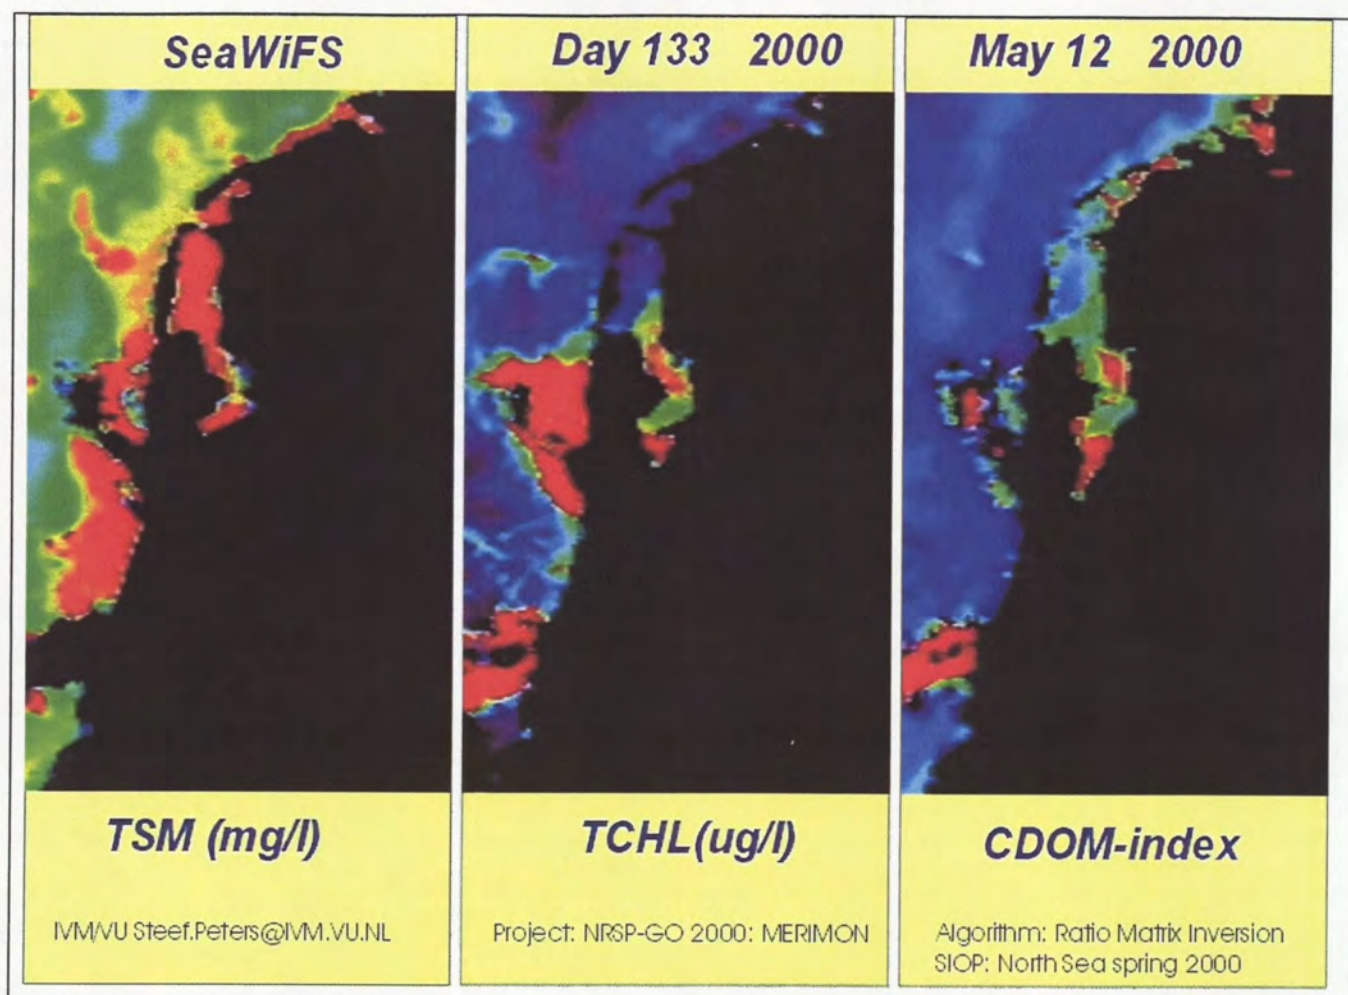 SeaWiFS
Day 133 2000
May 12 2000
TSM (mg/l)
TCHL(ug/l)
CDOM-index
IVM/VU Steef.Peters@IVM.VU.NL
Project: NRSP-GO 2000: MERIMON
Algorithm: Ratio Matrix Inversion
SIOP: North Sea spring 2000